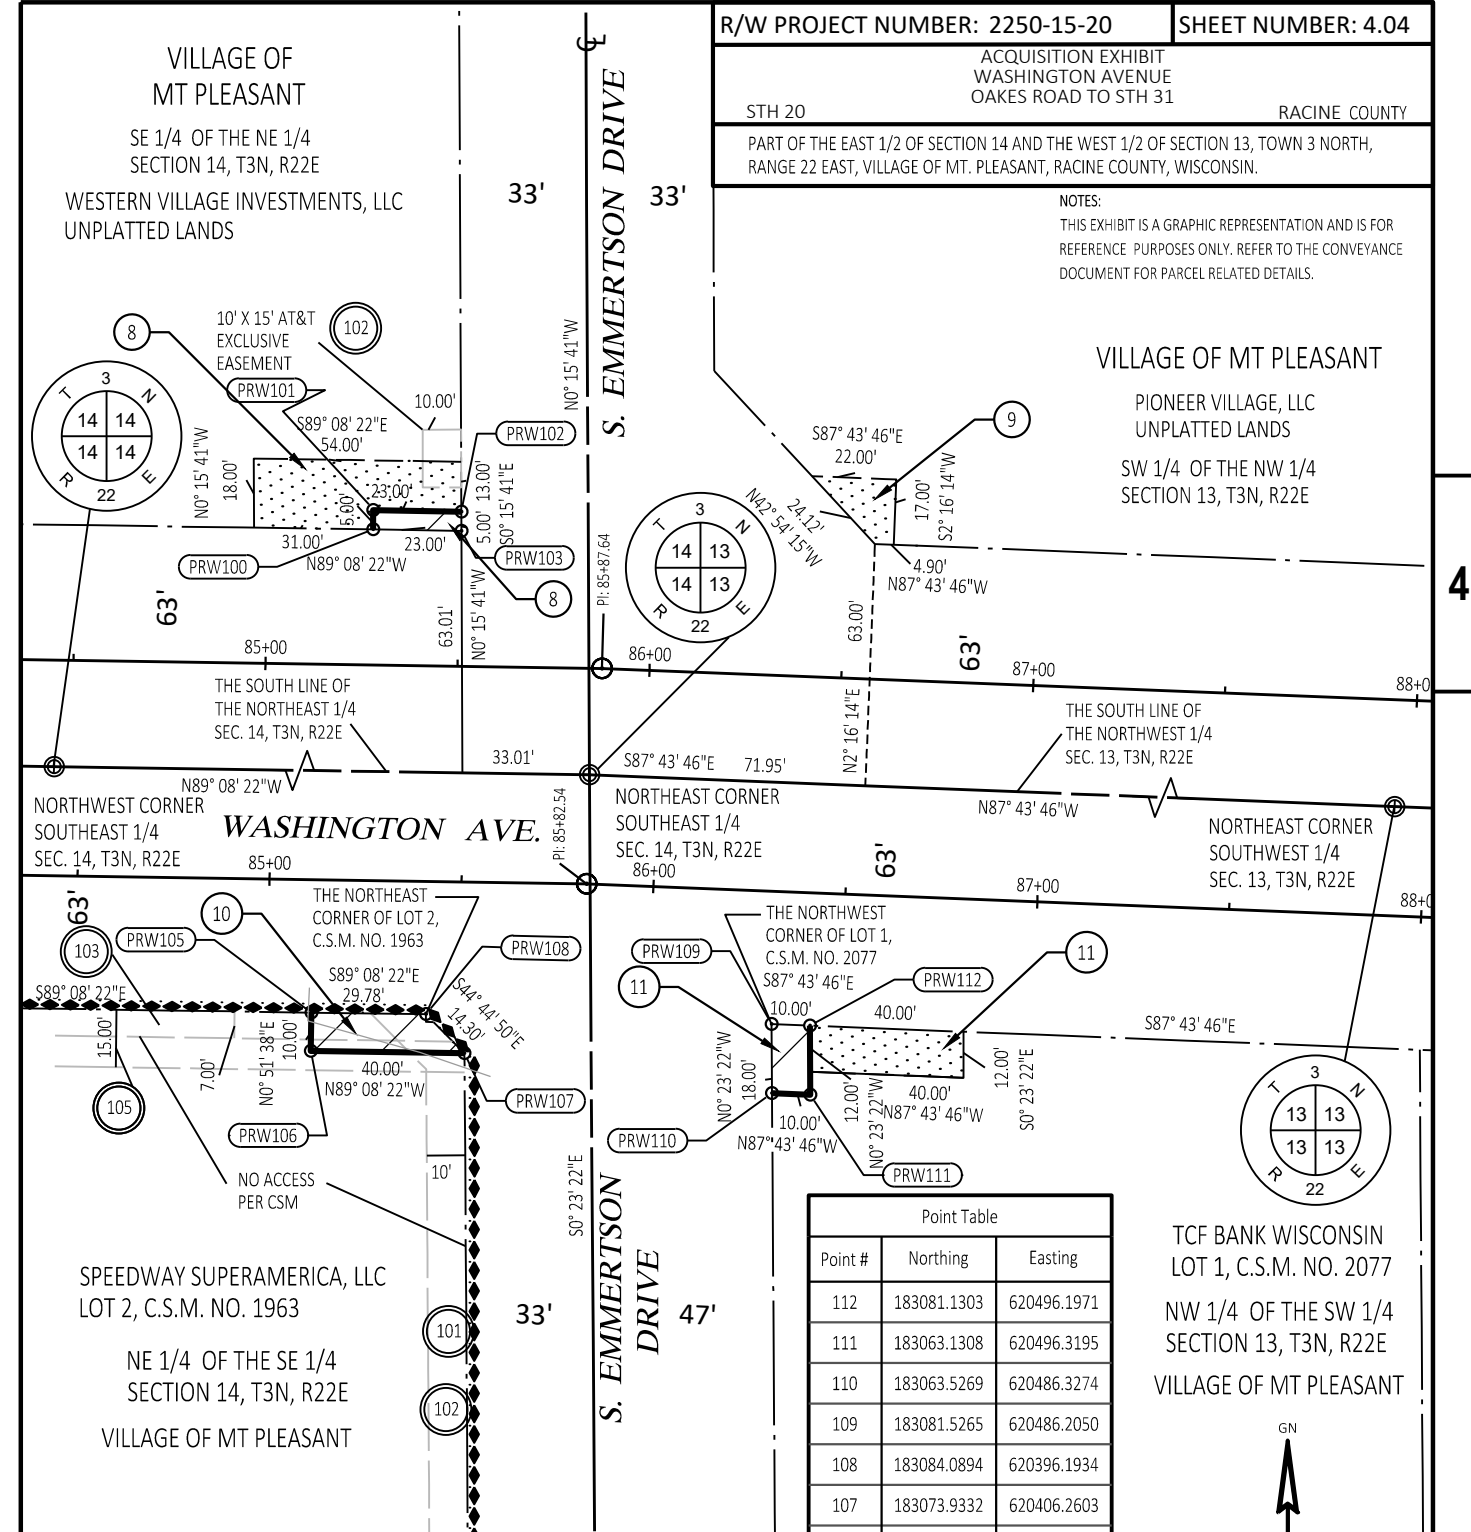 R/W PROJECT NUMBER: 2250-15-20
SHEET NUMBER: 4.04
ACQUISITION EXHIBIT
WASHINGTON AVENUE
OAKES ROAD TO STH 31
STH 20
RACINE COUNTY
PART OF THE EAST 1/2 OF SECTION 14 AND THE WEST 1/2 OF SECTION 13, TOWN 3 NORTH,
RANGE 22 EAST, VILLAGE OF MT. PLEASANT, RACINE COUNTY, WISCONSIN.
NOTES:
THIS EXHIBIT IS A GRAPHIC REPRESENTATION AND IS FOR
REFERENCE PURPOSES ONLY. REFER TO THE CONVEYANCE
DOCUMENT FOR PARCEL RELATED DETAILS.
VILLAGE OF
MT PLEASANT
SE 1/4 OF THE NE 1/4
SECTION 14, T3N, R22E
WESTERN VILLAGE INVESTMENTS, LLC
UNPLATTED LANDS
33'
33'
S. EMMERTSON DRIVE
N0° 15' 41"W
8
10' X 15' AT&T
EXCLUSIVE
EASEMENT
102
PRW101
T 3 N
14 14
14 14
R 22 E
S89° 08' 22"E
54.00'
10.00'
PRW102
N0° 15' 41"W
18.00'
23.00'
5.00'
13.00'
5.00'
S0° 15' 41"E
31.00'
23.00'
N89° 08' 22"W
PRW100
PRW103
8
63'
63.01'
N0° 15' 41"W
PI: 85+87.64
VILLAGE OF MT PLEASANT
PIONEER VILLAGE, LLC
UNPLATTED LANDS
SW 1/4 OF THE NW 1/4
SECTION 13, T3N, R22E
9
S87° 43' 46"E
22.00'
24.12'
N42° 54' 15"W
17.00'
S2° 16' 14"W
4.90'
N87° 43' 46"W
T 3 N
14 13
14 13
R 22 E
63.00'
N2° 16' 14"E
63'
4
85+00
86+00
87+00
88+0
THE SOUTH LINE OF
THE NORTHEAST 1/4
SEC. 14, T3N, R22E
33.01'
S87° 43' 46"E
71.95'
THE SOUTH LINE OF
THE NORTHWEST 1/4
SEC. 13, T3N, R22E
N89° 08' 22"W
N87° 43' 46"W
NORTHWEST CORNER
SOUTHEAST 1/4
SEC. 14, T3N, R22E
WASHINGTON AVE.
PI: 85+82.54
NORTHEAST CORNER
SOUTHEAST 1/4
SEC. 14, T3N, R22E
63'
NORTHEAST CORNER
SOUTHWEST 1/4
SEC. 13, T3N, R22E
85+00
86+00
87+00
88+0
63'
10
THE NORTHEAST
CORNER OF LOT 2,
C.S.M. NO. 1963
103
PRW105
PRW108
S89° 08' 22"E
S89° 08' 22"E
29.78'
S44° 44' 50"E
14.30'
15.00'
7.00'
N0° 51' 38"E
10.00'
40.00'
N89° 08' 22"W
105
PRW106
PRW107
NO ACCESS
PER CSM
10'
THE NORTHWEST
CORNER OF LOT 1,
C.S.M. NO. 2077
PRW109
11
S87° 43' 46"E
10.00'
PRW112
11
40.00'
S87° 43' 46"E
N0° 23' 22"W
18.00'
12.00'
N0° 23' 22"W
40.00'
N87° 43' 46"W
12.00'
S0° 23' 22"E
10.00'
N87° 43' 46"W
PRW110
PRW111
S0° 23' 22"E
T 3 N
13 13
13 13
R 22 E
SPEEDWAY SUPERAMERICA, LLC
LOT 2, C.S.M. NO. 1963
NE 1/4 OF THE SE 1/4
SECTION 14, T3N, R22E
VILLAGE OF MT PLEASANT
101
102
33'
S. EMMERTSON
DRIVE
47'
Point Table
Point # Northing Easting
112 183081.1303 620496.1971
111 183063.1308 620496.3195
110 183063.5269 620486.3274
109 183081.5265 620486.2050
108 183084.0894 620396.1934
107 183073.9332 620406.2603
TCF BANK WISCONSIN
LOT 1, C.S.M. NO. 2077
NW 1/4 OF THE SW 1/4
SECTION 13, T3N, R22E
VILLAGE OF MT PLEASANT
GN